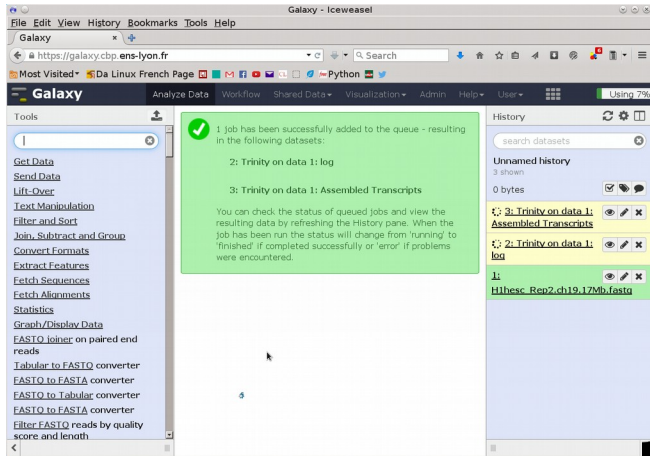 Galaxy - Iceweasel
File Edit View History Bookmarks Tools Help
Galaxy
https://galaxy.cbp.ens-lyon.fr
Search
Most Visited
Da Linux French Page
Python
Galaxy
Analyze Data Workflow Shared Data Visualization Admin Help User
Using 7%
Tools
Get Data
Send Data
Lift-Over
Text Manipulation
Filter and Sort
Join, Subtract and Group
Convert Formats
Extract Features
Fetch Sequences
Fetch Alignments
Statistics
Graph/Display Data
FASTQ joiner on paired end
reads
Tabular to FASTQ converter
FASTQ to FASTA converter
FASTQ to Tabular converter
FASTQ to FASTA converter
Filter FASTQ reads by quality
score and length
1 job has been successfully added to the queue - resulting
in the following datasets:
2: Trinity on data 1: log
3: Trinity on data 1: Assembled Transcripts
You can check the status of queued jobs and view the
resulting data by refreshing the History pane. When the
job has been run the status will change from 'running' to
'finished' if completed successfully or 'error' if problems
were encountered.
History
search datasets
Unnamed history
3 shown
0 bytes
3: Trinity on data 1:
Assembled Transcripts
2: Trinity on data 1:
log
1:
H1hesc_Rep2.ch19.17Mb.fastq